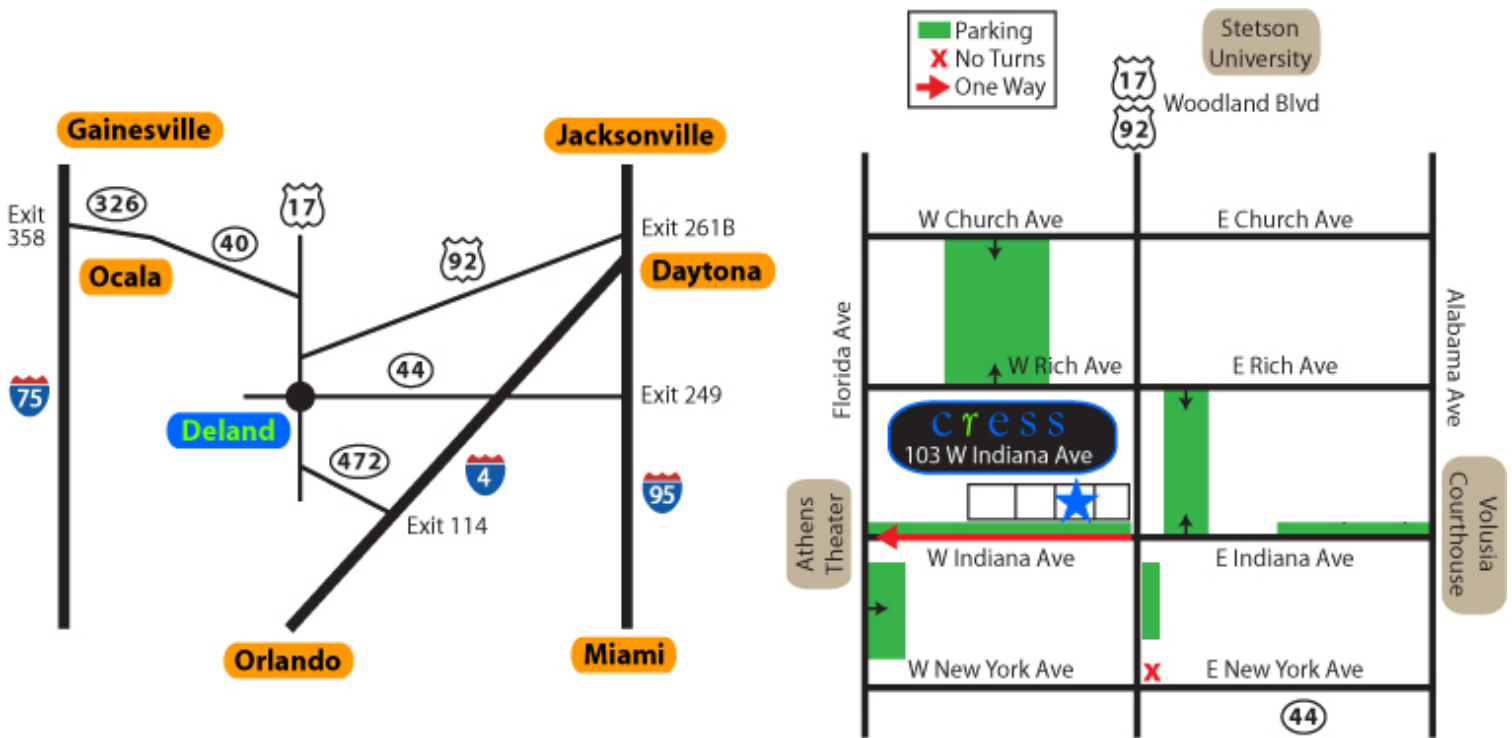 Gainesville
Jacksonville
Exit
358
326
40
17
92
Exit 261B
Ocala
Daytona
75
44
Exit 249
Deland
472
4
95
Exit 114
Orlando
Miami
Parking
X No Turns
One Way
Stetson
University
17
92
Woodland Blvd
W Church Ave
E Church Ave
Florida Ave
Alabama Ave
W Rich Ave
E Rich Ave
cress
103 W Indiana Ave
Athens
Theater
Volusia
Courthouse
W Indiana Ave
E Indiana Ave
W New York Ave
X
E New York Ave
44